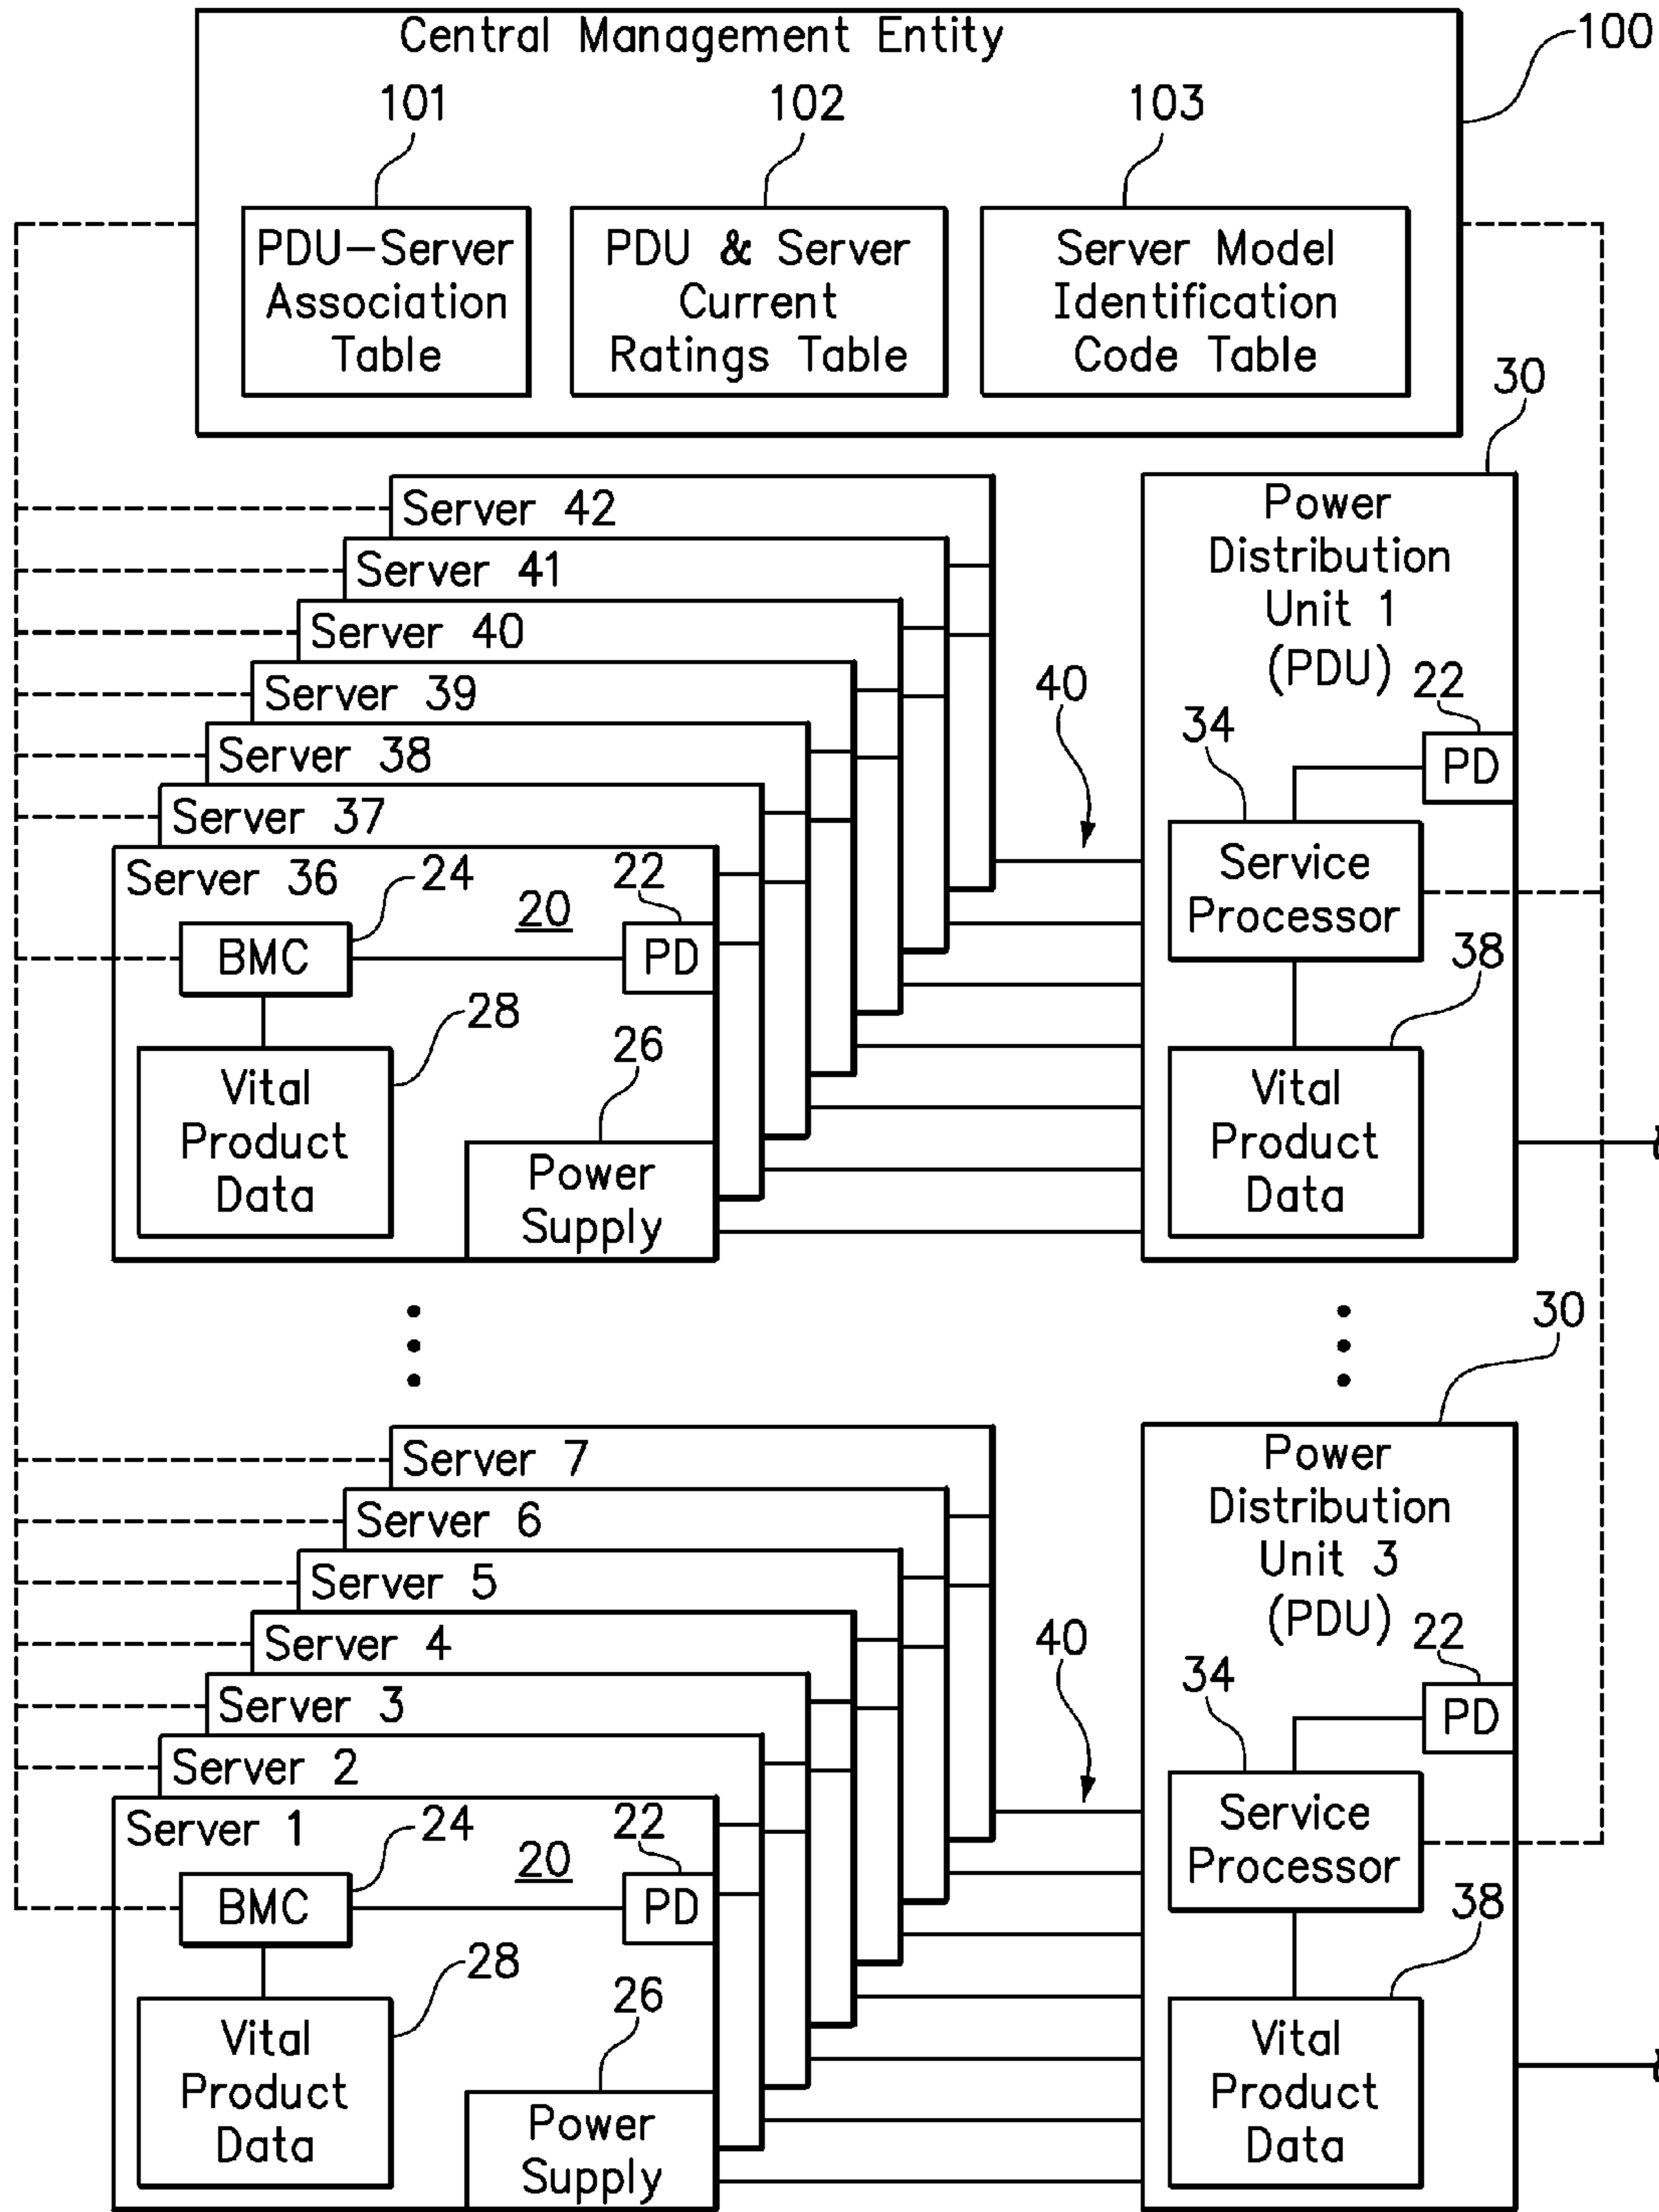 Central Management Entity
100
101
102
103
PDU-Server
Association
Table
PDU & Server
Current
Ratings Table
Server Model
Identification
Code Table
30
Server 42
Server 41
Server 40
Server 39
Server 38
Server 37
Server 36
24
20
22
BMC
PD
28
26
Vital
Product
Data
Power
Supply
40
Power
Distribution
Unit 1
(PDU)
22
34
PD
Service
Processor
38
Vital
Product
Data
30
Server 7
Server 6
Server 5
Server 4
Server 3
Server 2
Server 1
24
20
22
BMC
PD
28
26
Vital
Product
Data
Power
Supply
40
Power
Distribution
Unit 3
(PDU)
22
34
PD
Service
Processor
38
Vital
Product
Data